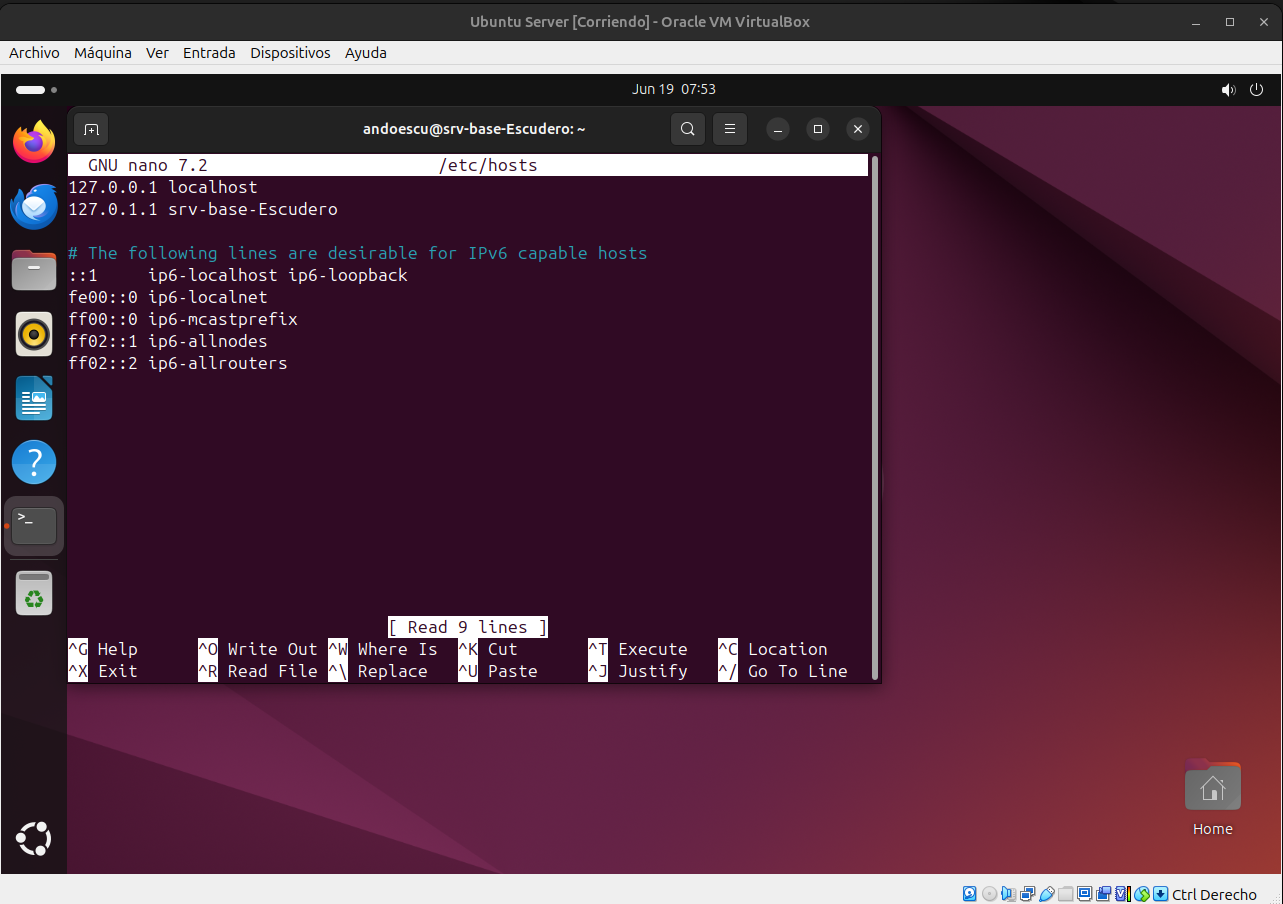 Ubuntu Server [Corriendo] - Oracle VM VirtualBox
Archivo Máquina Ver Entrada Dispositivos Ayuda
Jun 19 07:53
andoescu@srv-base-Escudero: ~
GNU nano 7.2 /etc/hosts
127.0.0.1 localhost
127.0.1.1 srv-base-Escudero
# The following lines are desirable for IPv6 capable hosts
::1     ip6-localhost ip6-loopback
fe00::0 ip6-localnet
ff00::0 ip6-mcastprefix
ff02::1 ip6-allnodes
ff02::2 ip6-allrouters
[ Read 9 lines ]
^G Help ^O Write Out ^W Where Is ^K Cut ^T Execute ^C Location
^X Exit ^R Read File ^\ Replace ^U Paste ^J Justify ^/ Go To Line
Home
Ctrl Derecho